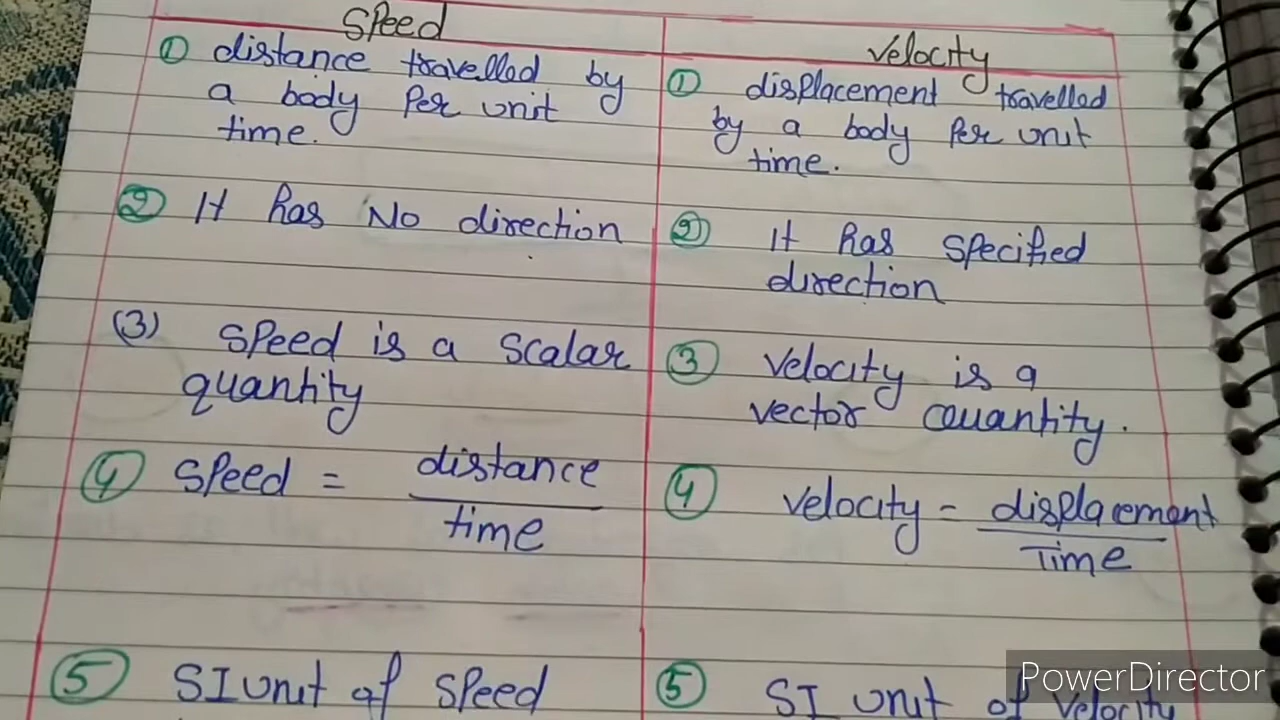 Speed
① distance travelled by
a body Per unit
time.
② It has No direction
(3) Speed is a Scalar
quantity
④ Speed = distance
time
⑤ SI unit of Speed
Velocity
① displacement travelled
by a body Per unit
time.
② It has Specified
direction
③ Velocity is a
vector quantity.
④ Velocity = displacement
Time
⑤ SI unit of Velocity
PowerDirector